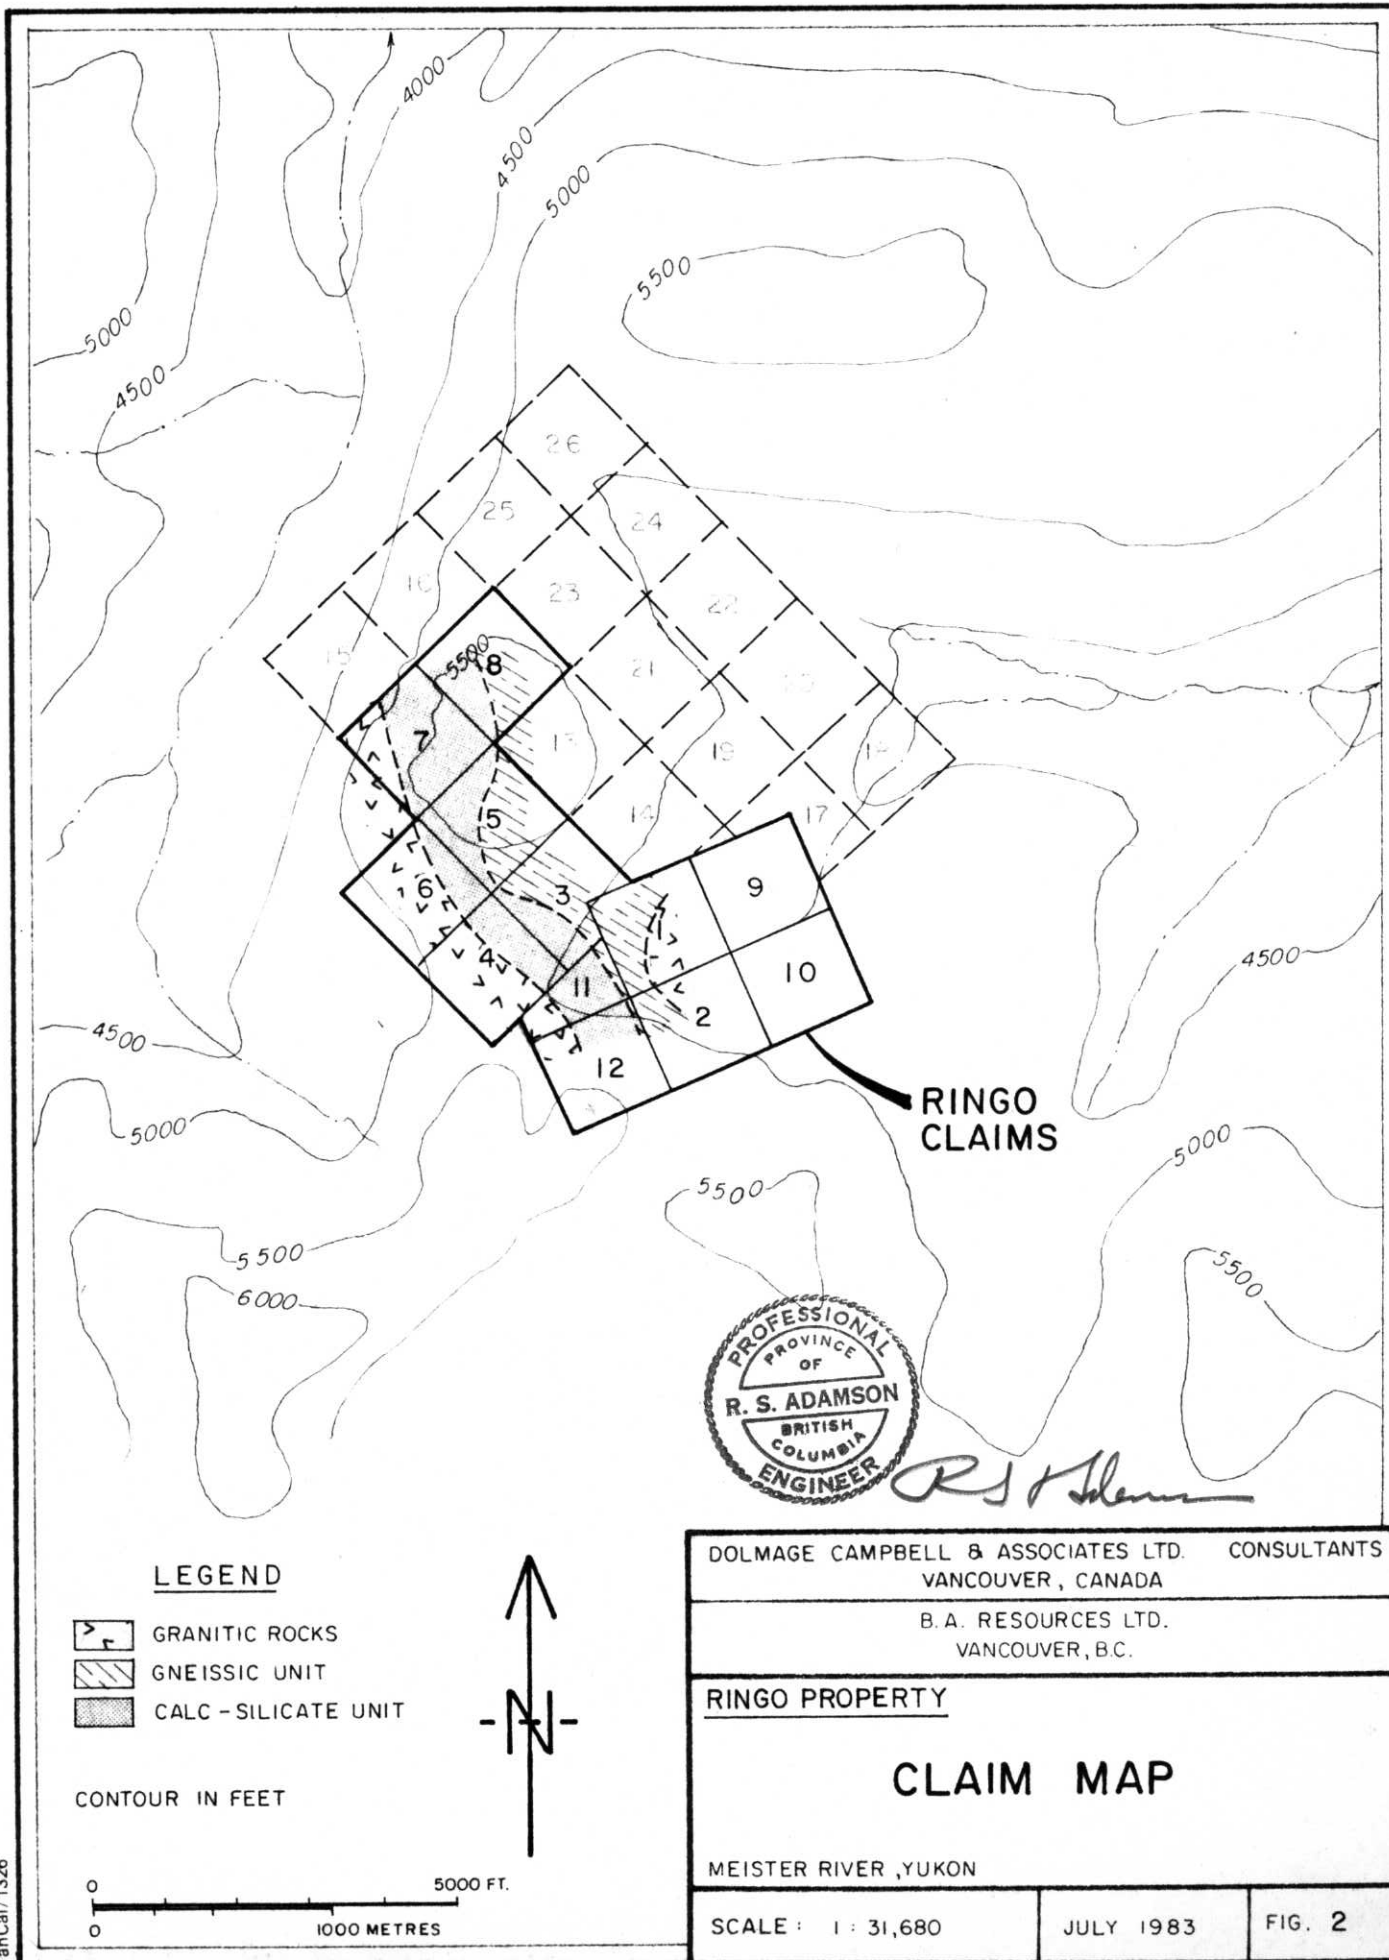 4000
4500
5000
5500
5000
4500
26
25
24
16
23
22
15
5500
8
21
20
7
13
19
18
5
14
17
6
3
9
1
4
11
10
2
12
4500
4500
RINGO
CLAIMS
5000
5000
5500
5500
5500
6000
PROFESSIONAL
PROVINCE
OF
R. S. ADAMSON
BRITISH
COLUMBIA
ENGINEER
LEGEND
GRANITIC ROCKS
GNEISSIC UNIT
CALC-SILICATE UNIT
CONTOUR IN FEET
N
0 5000 FT.
0 1000 METRES
DOLMAGE CAMPBELL & ASSOCIATES LTD. CONSULTANTS
VANCOUVER, CANADA
B.A. RESOURCES LTD.
VANCOUVER, B.C.
RINGO PROPERTY
CLAIM MAP
MEISTER RIVER, YUKON
SCALE: 1:31,680
JULY 1983
FIG. 2